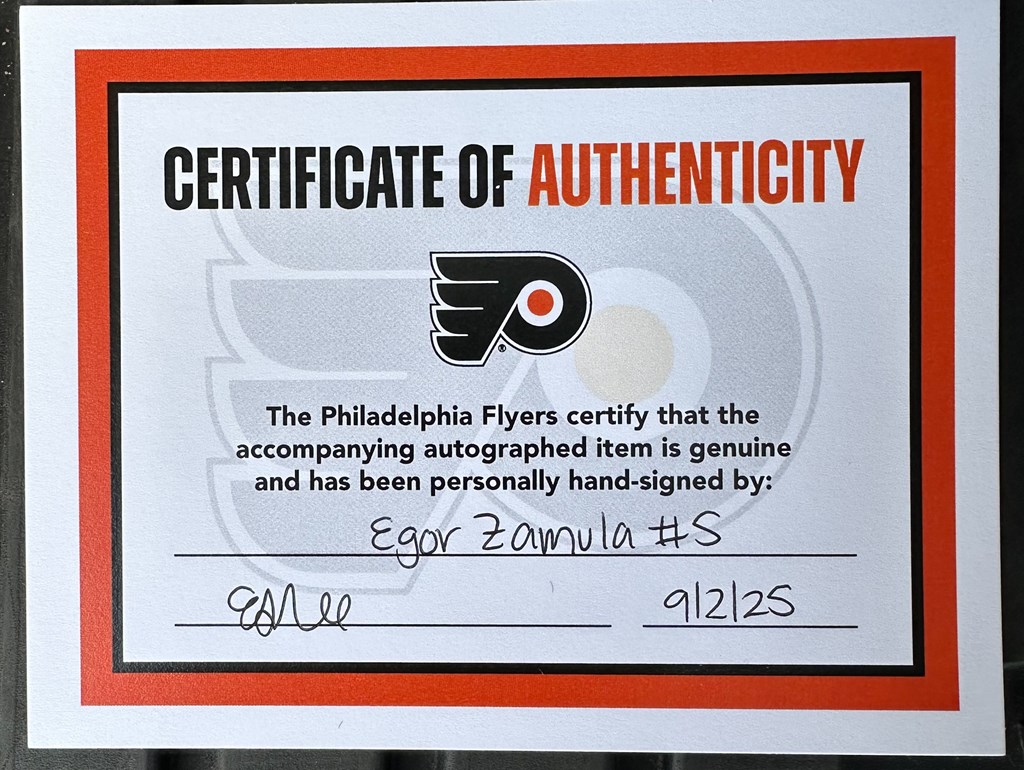 CERTIFICATE OF AUTHENTICITY
®
The Philadelphia Flyers certify that the
accompanying autographed item is genuine
and has been personally hand-signed by:
Egor Zamula #5
9/2/25